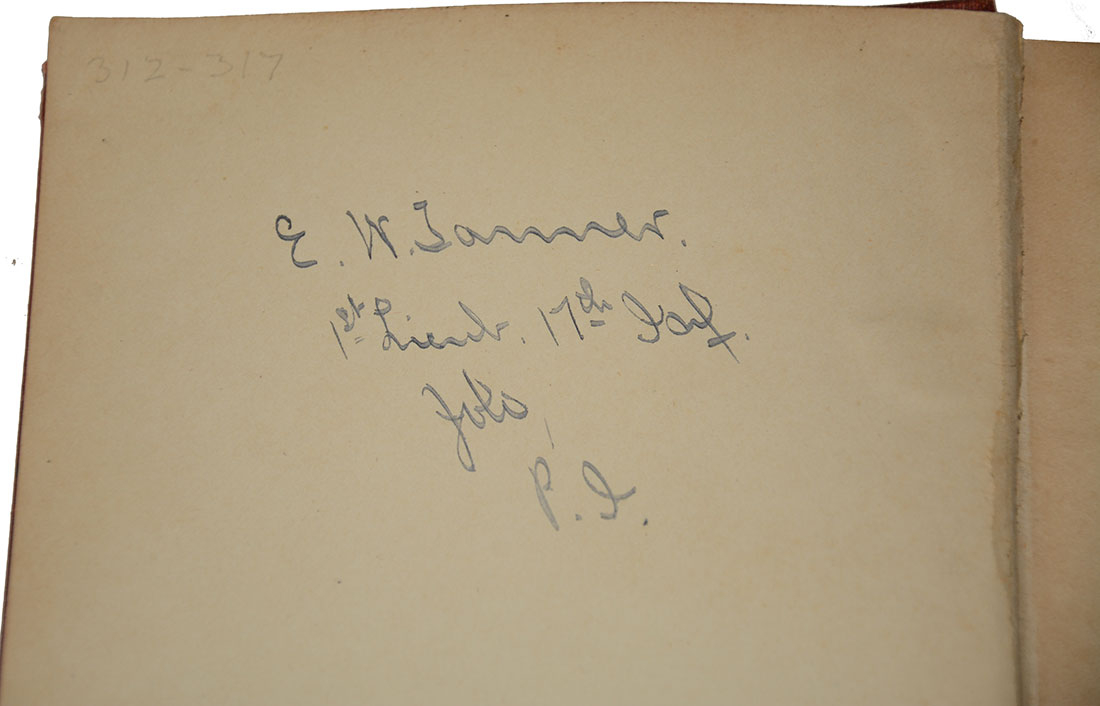 312-317
E. W. Tanner.
1st Lieut. 17th Inf.
Jolo,
P. I.